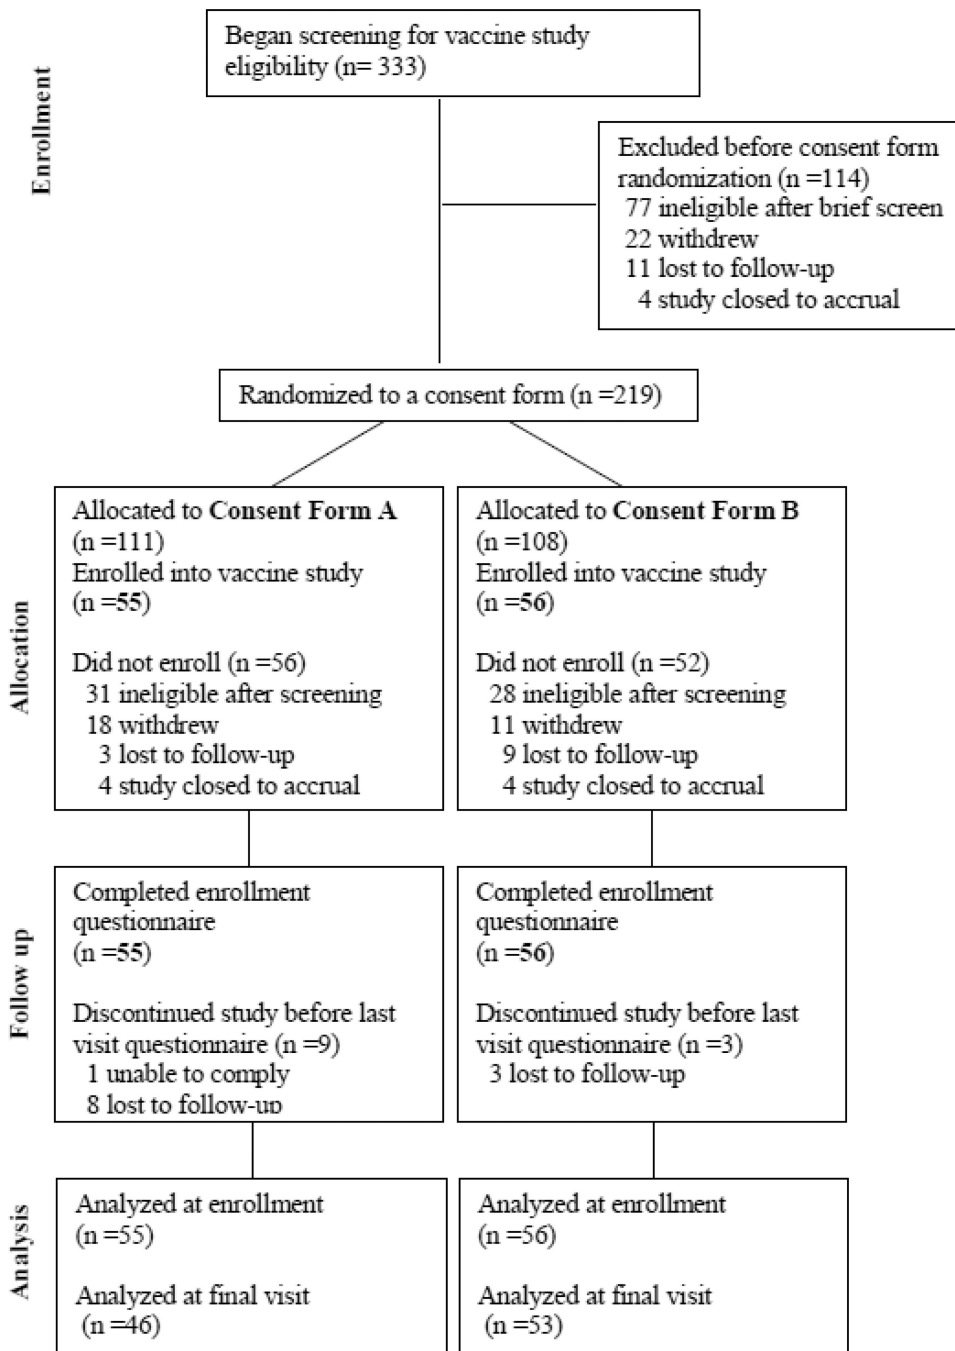 Enrollment
Began screening for vaccine study
eligibility (n= 333)
Excluded before consent form
randomization (n =114)
77 ineligible after brief screen
22 withdrew
11 lost to follow-up
4 study closed to accrual
Randomized to a consent form (n =219)
Allocation
Allocated to Consent Form A
(n =111)
Enrolled into vaccine study
(n =55)
Did not enroll (n =56)
31 ineligible after screening
18 withdrew
3 lost to follow-up
4 study closed to accrual
Allocated to Consent Form B
(n =108)
Enrolled into vaccine study
(n =56)
Did not enroll (n =52)
28 ineligible after screening
11 withdrew
9 lost to follow-up
4 study closed to accrual
Follow up
Completed enrollment
questionnaire
(n =55)
Discontinued study before last
visit questionnaire (n =9)
1 unable to comply
8 lost to follow-up
Completed enrollment
questionnaire
(n =56)
Discontinued study before last
visit questionnaire (n =3)
3 lost to follow-up
Analysis
Analyzed at enrollment
(n =55)
Analyzed at final visit
(n =46)
Analyzed at enrollment
(n =56)
Analyzed at final visit
(n =53)